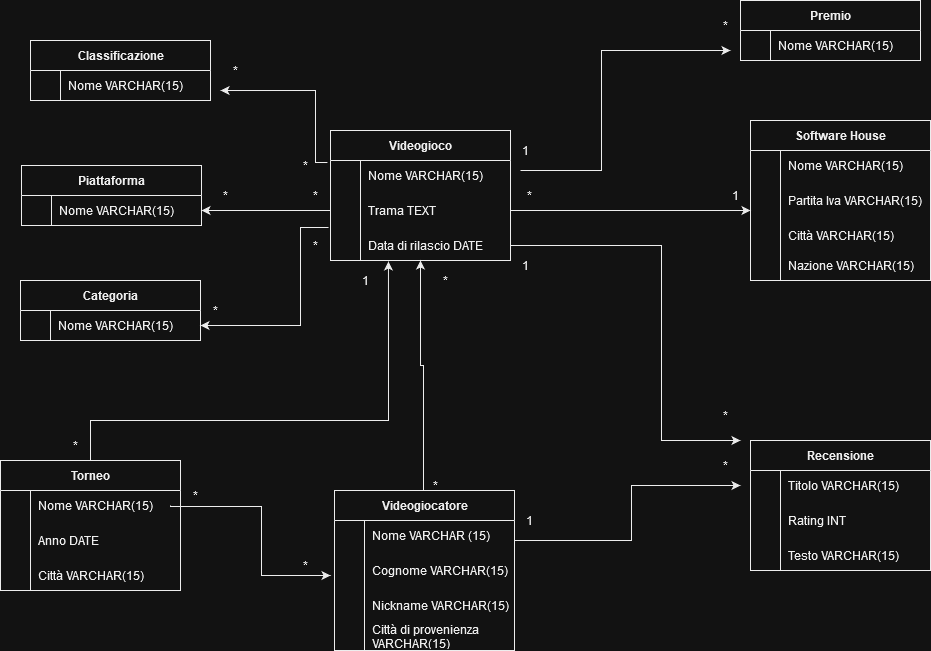 Premio
Nome VARCHAR(15)
*
1
Classificazione
Nome VARCHAR(15)
*
*
Videogioco
Nome VARCHAR(15)
Trama TEXT
Data di rilascio DATE
1
Software House
Nome VARCHAR(15)
Partita Iva VARCHAR(15)
Città VARCHAR(15)
Nazione VARCHAR(15)
*
1
Piattaforma
Nome VARCHAR(15)
*
*
*
Categoria
Nome VARCHAR(15)
*
1
*
1
*
Torneo
Nome VARCHAR(15)
Anno DATE
Città VARCHAR(15)
*
*
*
Videogiocatore
Nome VARCHAR (15)
Cognome VARCHAR(15)
Nickname VARCHAR(15)
Città di provenienza
VARCHAR(15)
1
*
*
Recensione
Titolo VARCHAR(15)
Rating INT
Testo VARCHAR(15)